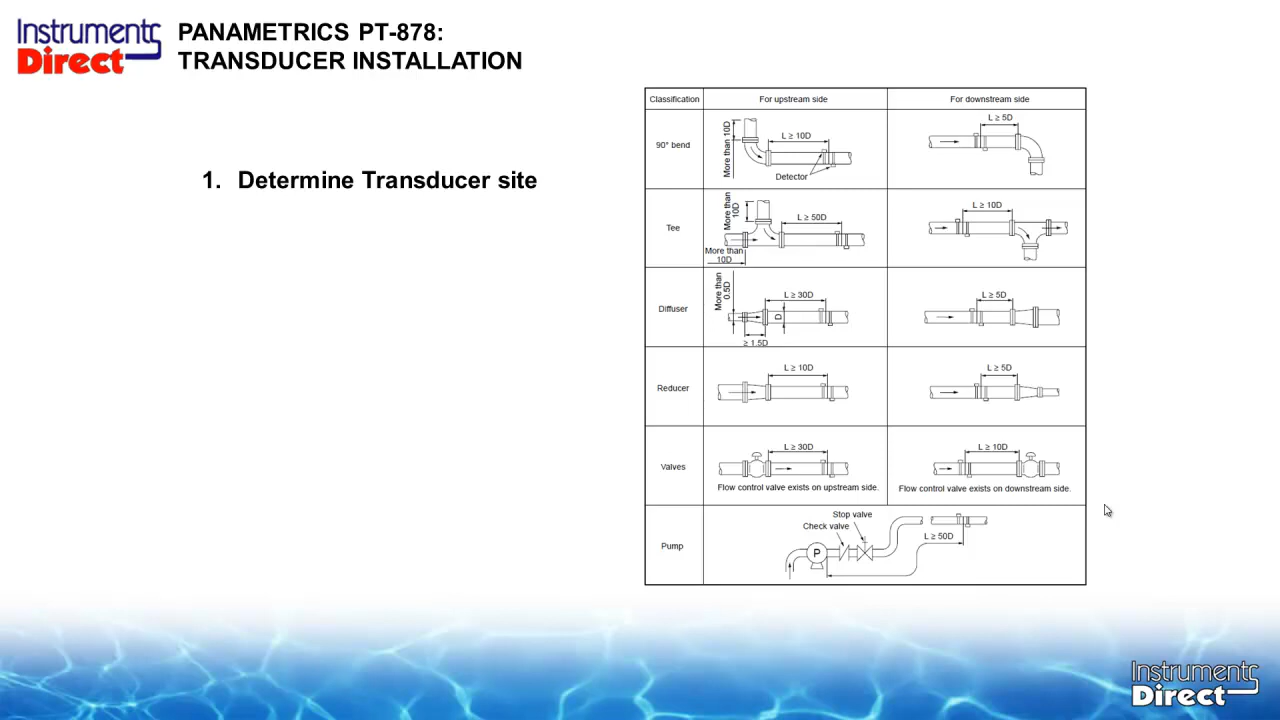 Instruments
Direct
PANAMETRICS PT-878:
TRANSDUCER INSTALLATION
1. Determine Transducer site
Classification
For upstream side
For downstream side
90° bend
More than 10D
L ≥ 10D
Detector
L ≥ 5D
Tee
More than
10D
L ≥ 50D
More than
10D
L ≥ 10D
Diffuser
More than
0.5D
L ≥ 30D
D
≥ 1.5D
L ≥ 5D
Reducer
L ≥ 10D
L ≥ 5D
Valves
L ≥ 30D
Flow control valve exists on upstream side.
L ≥ 10D
Flow control valve exists on downstream side.
Pump
Stop valve
Check valve
P
L ≥ 50D
Instruments
Direct